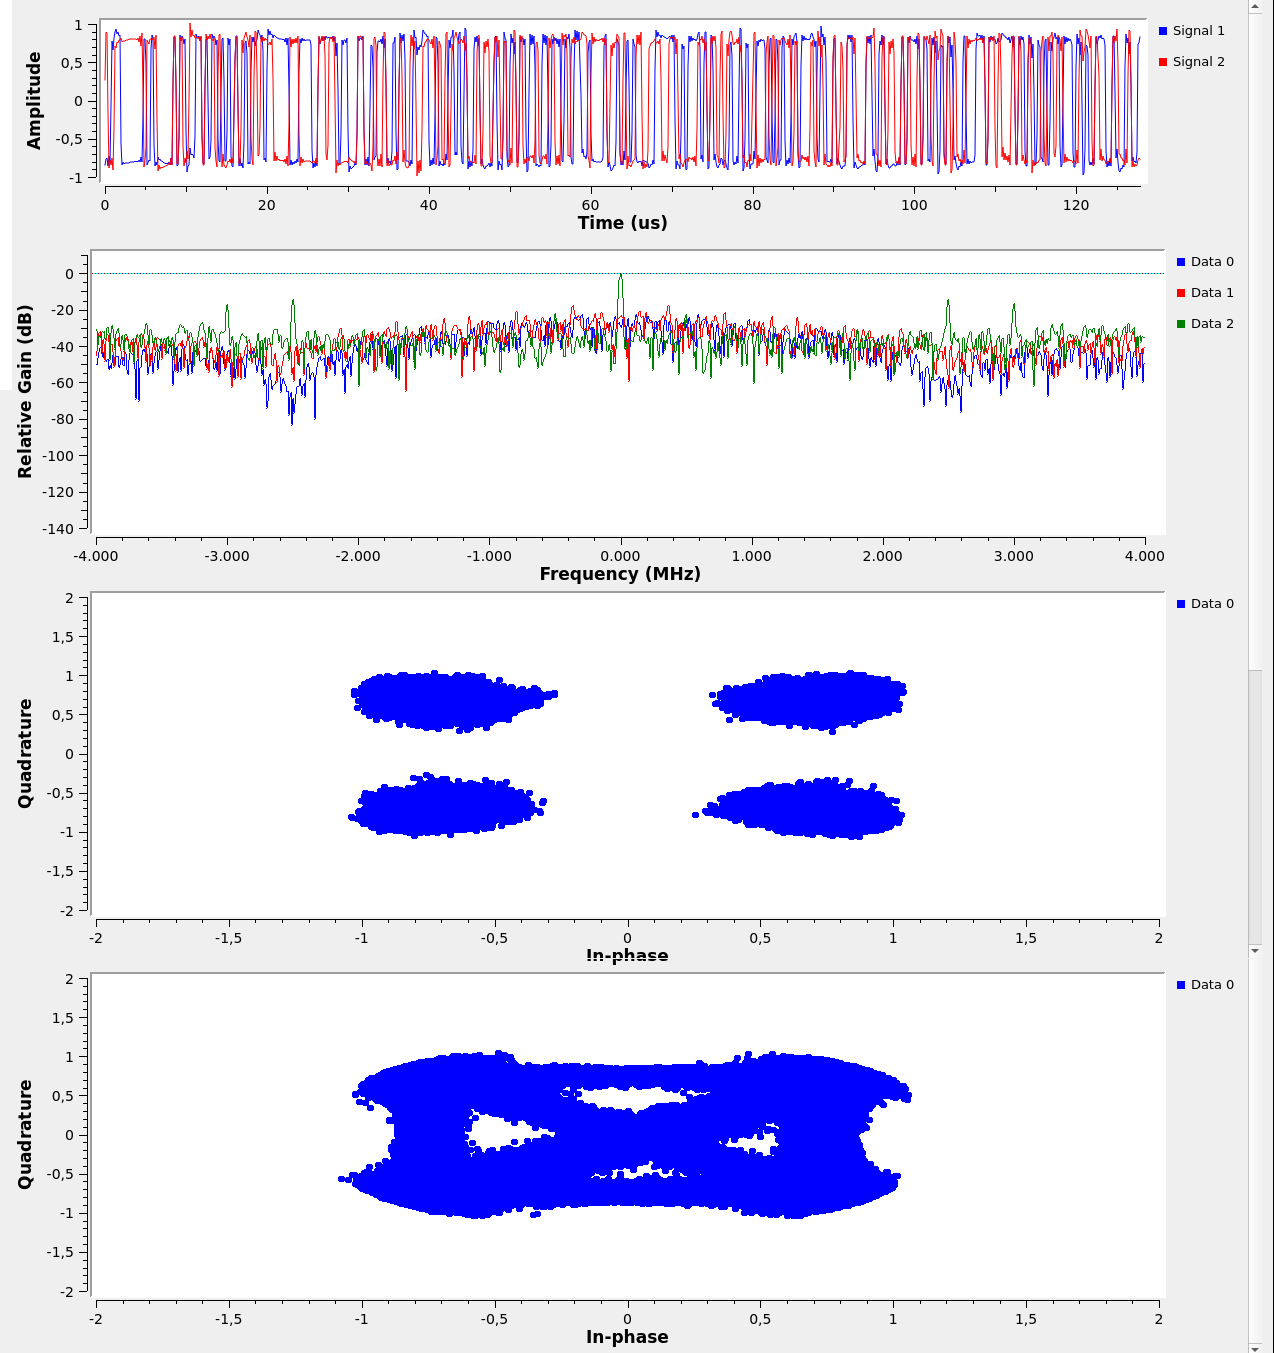 Amplitude
1
0,5
0
-0,5
-1
0 20 40 60 80 100 120
Time (us)
Signal 1
Signal 2
Relative Gain (dB)
0
-20
-40
-60
-80
-100
-120
-140
-4.000 -3.000 -2.000 -1.000 0.000 1.000 2.000 3.000 4.000
Frequency (MHz)
Data 0
Data 1
Data 2
Quadrature
2
1,5
1
0,5
0
-0,5
-1
-1,5
-2
-2 -1,5 -1 -0,5 0 0,5 1 1,5 2
In-phase
Data 0
Quadrature
2
1,5
1
0,5
0
-0,5
-1
-1,5
-2
-2 -1,5 -1 -0,5 0 0,5 1 1,5 2
In-phase
Data 0